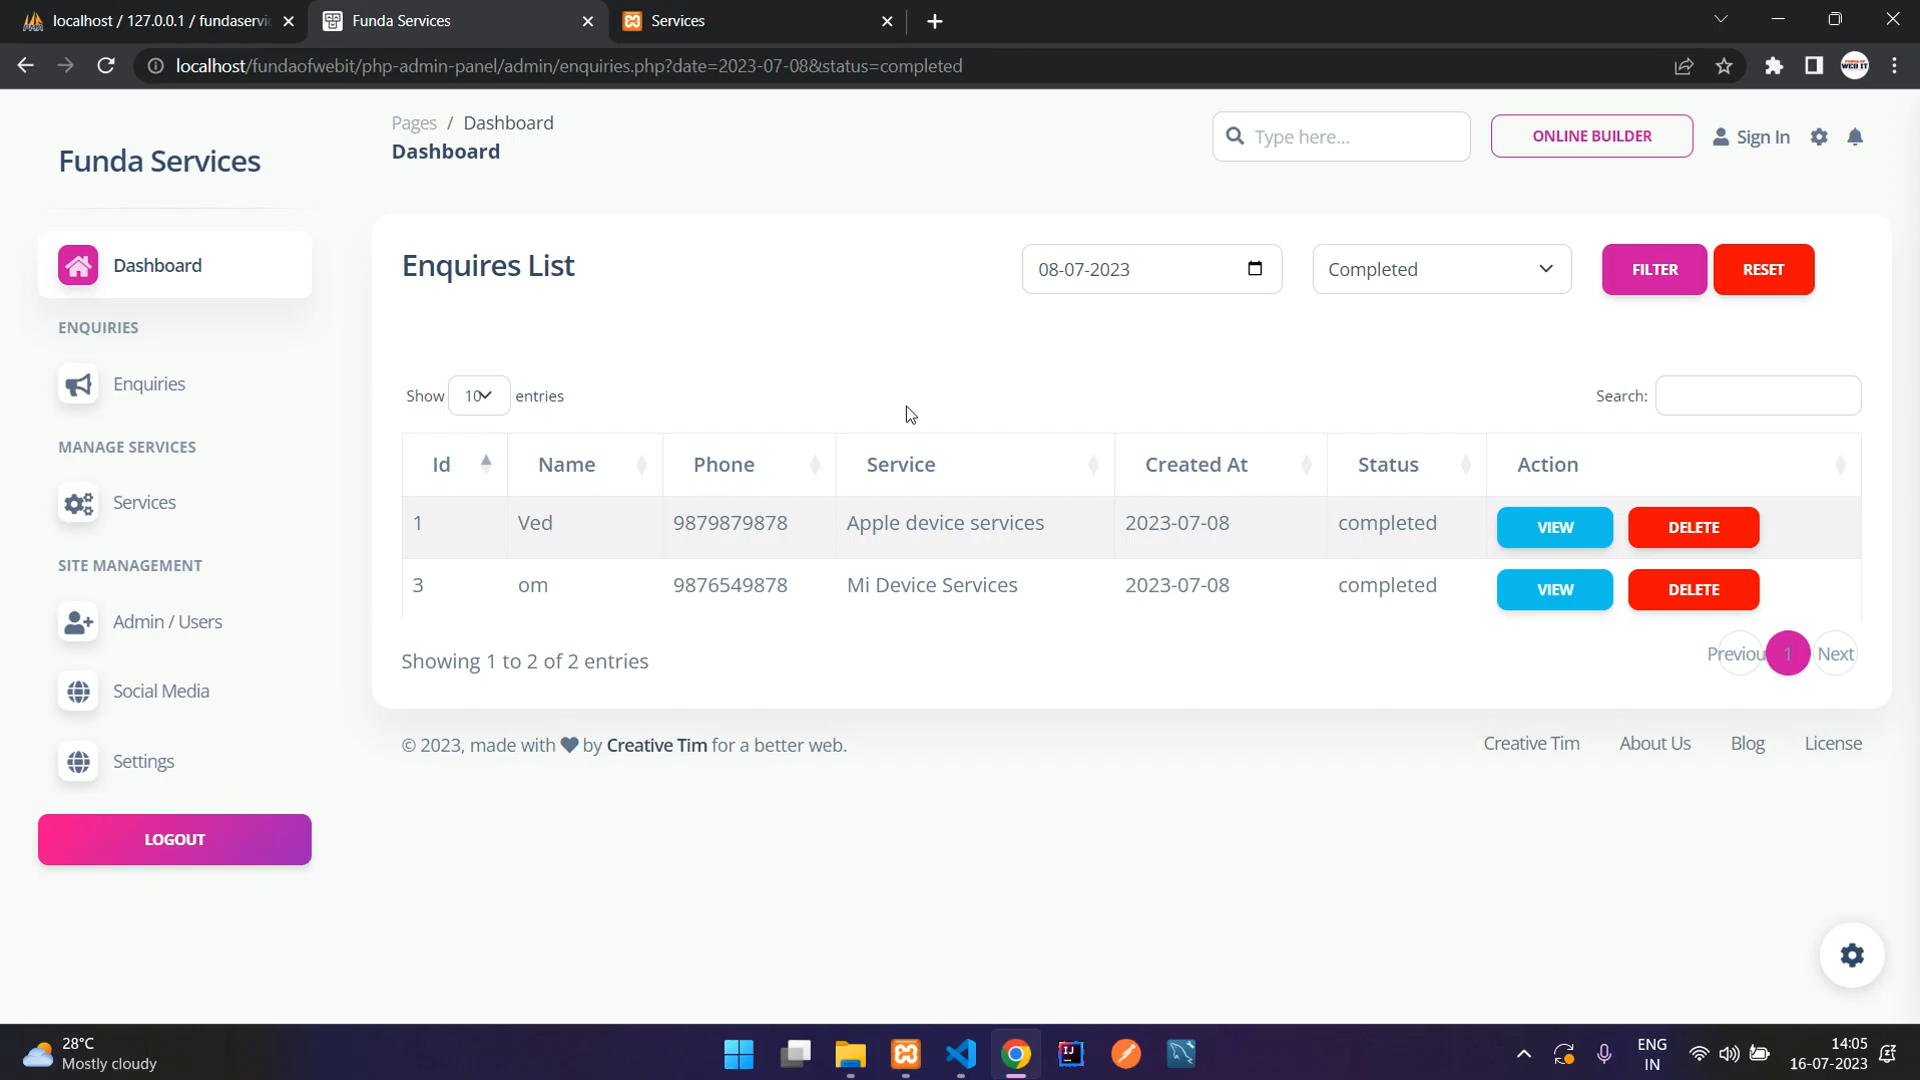 localhost / 127.0.0.1 / fundaservi
Funda Services
Services
localhost/fundaofwebit/php-admin-panel/admin/enquiries.php?date=2023-07-08&status=completed
WEB IT
Funda Services
Pages / Dashboard
Dashboard
Type here...
ONLINE BUILDER
Sign In
Dashboard
ENQUIRIES
Enquiries
MANAGE SERVICES
Services
SITE MANAGEMENT
Admin / Users
Social Media
Settings
LOGOUT
Enquires List
08-07-2023
Completed
FILTER
RESET
Show 10 entries
Search:
Id Name Phone Service Created At Status Action
1 Ved 9879879878 Apple device services 2023-07-08 completed VIEW DELETE
3 om 9876549878 Mi Device Services 2023-07-08 completed VIEW DELETE
Showing 1 to 2 of 2 entries
Previou 1 Next
© 2023, made with ♥ by Creative Tim for a better web.
Creative Tim About Us Blog License
28°C
Mostly cloudy
IJ
ENG
IN
14:05
16-07-2023